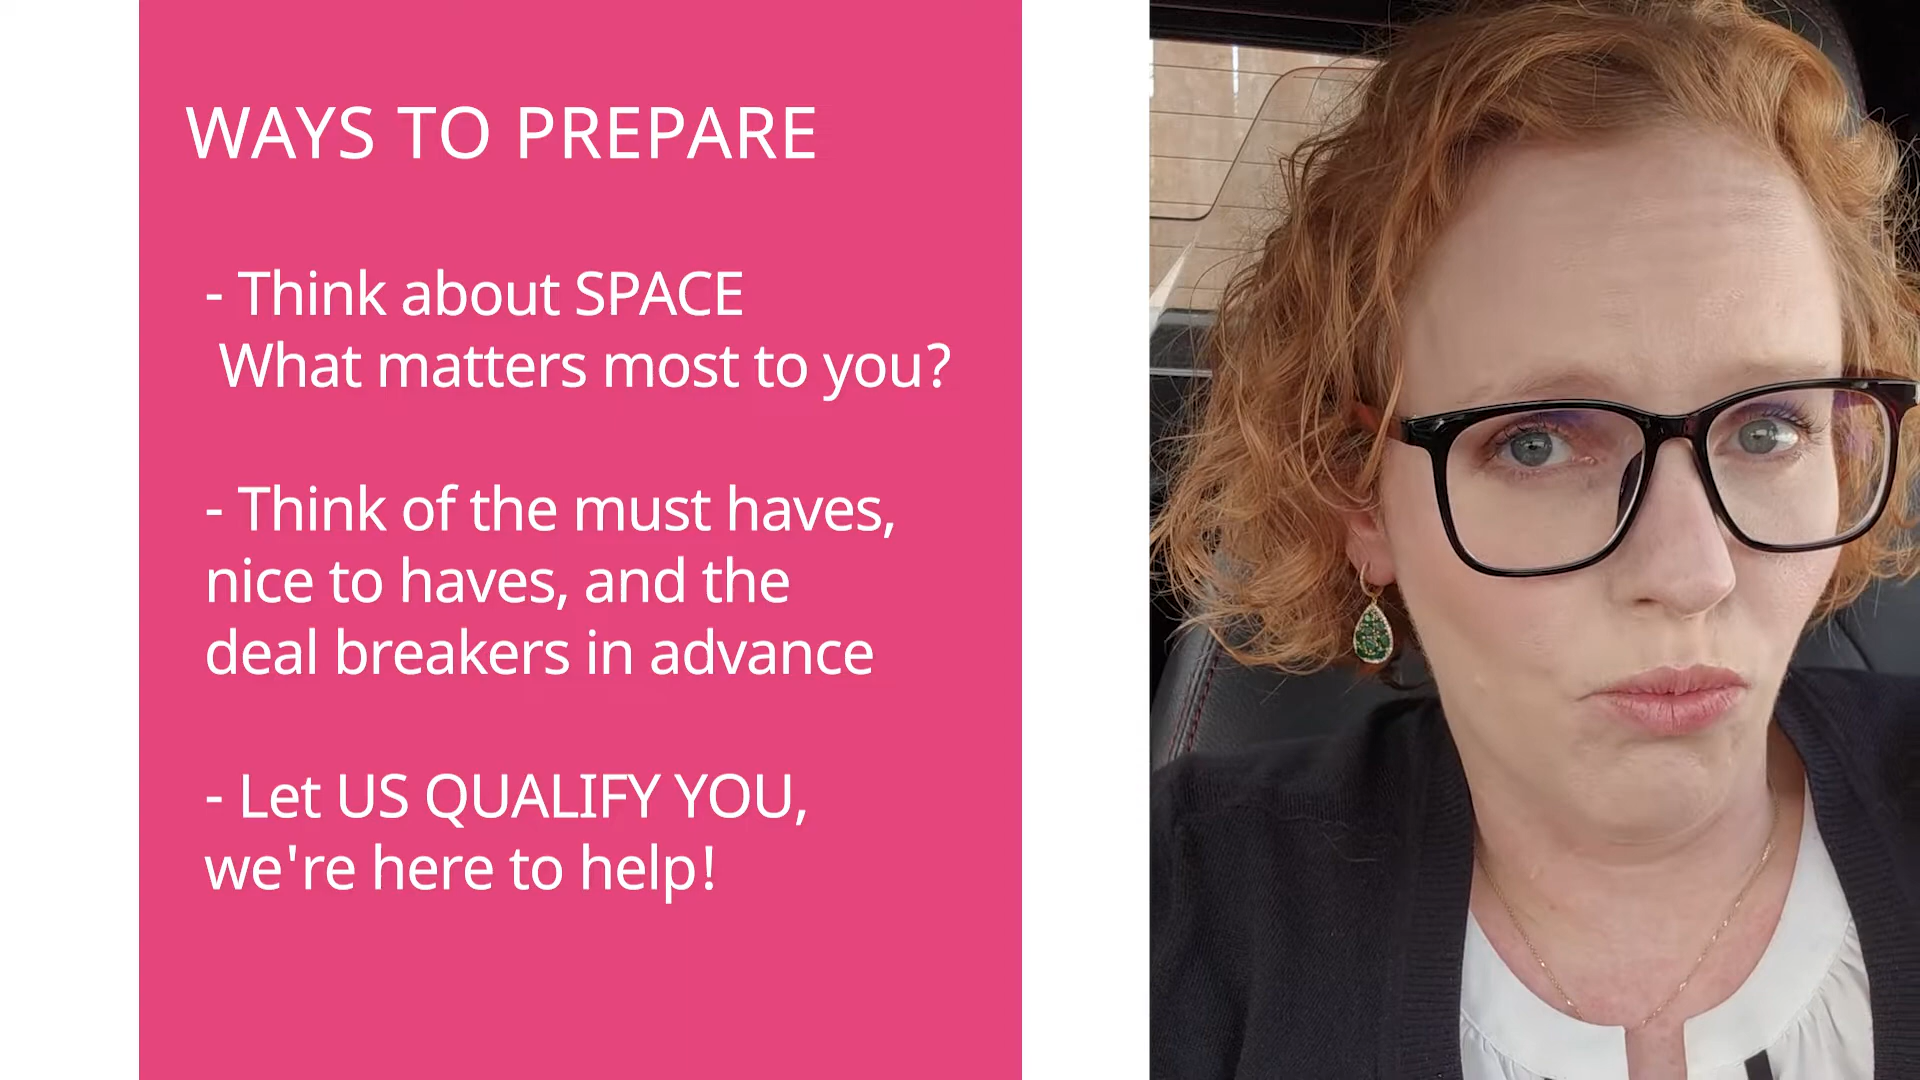 WAYS TO PREPARE
- Think about SPACE
What matters most to you?
- Think of the must haves,
nice to haves, and the
deal breakers in advance
- Let US QUALIFY YOU,
we're here to help!